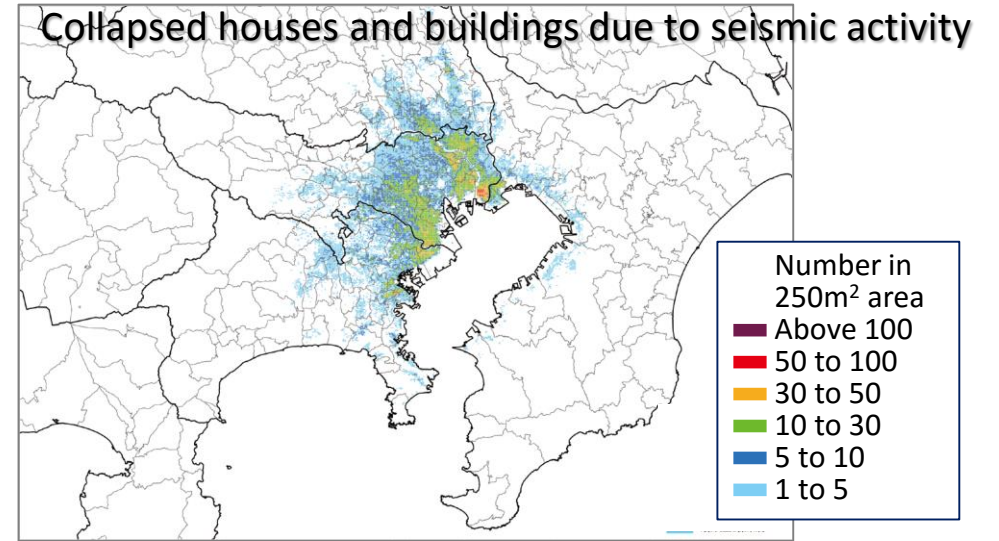 Collapsed houses and buildings due to seismic activity
Number in
250m² area
Above 100
50 to 100
30 to 50
10 to 30
5 to 10
1 to 5